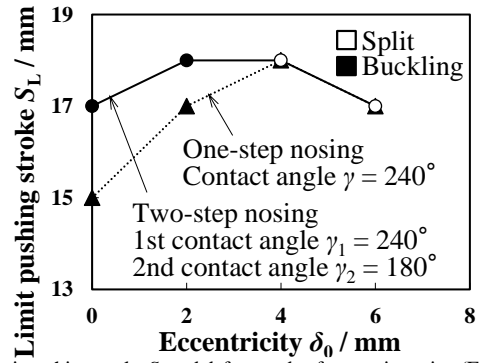 Limit pushing stroke S_L / mm
19
17
15
13
□ Split
■ Buckling
One-step nosing
Contact angle γ = 240°
Two-step nosing
1st contact angle γ₁ = 240°
2nd contact angle γ₂ = 180°
0 2 4 6 8
Eccentricity δ₀ / mm